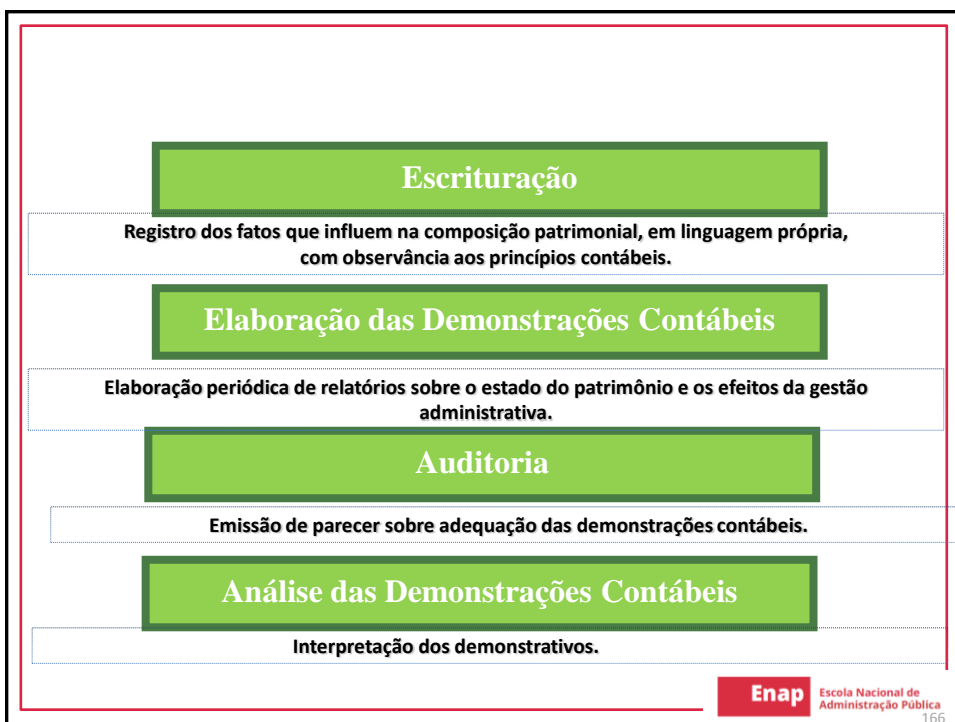 Escrituração
Registro dos fatos que influem na composição patrimonial, em linguagem própria,
com observância aos princípios contábeis.
Elaboração das Demonstrações Contábeis
Elaboração periódica de relatórios sobre o estado do patrimônio e os efeitos da gestão
administrativa.
Auditoria
Emissão de parecer sobre adequação das demonstrações contábeis.
Análise das Demonstrações Contábeis
Interpretação dos demonstrativos.
Enap
Escola Nacional de
Administração Pública
166